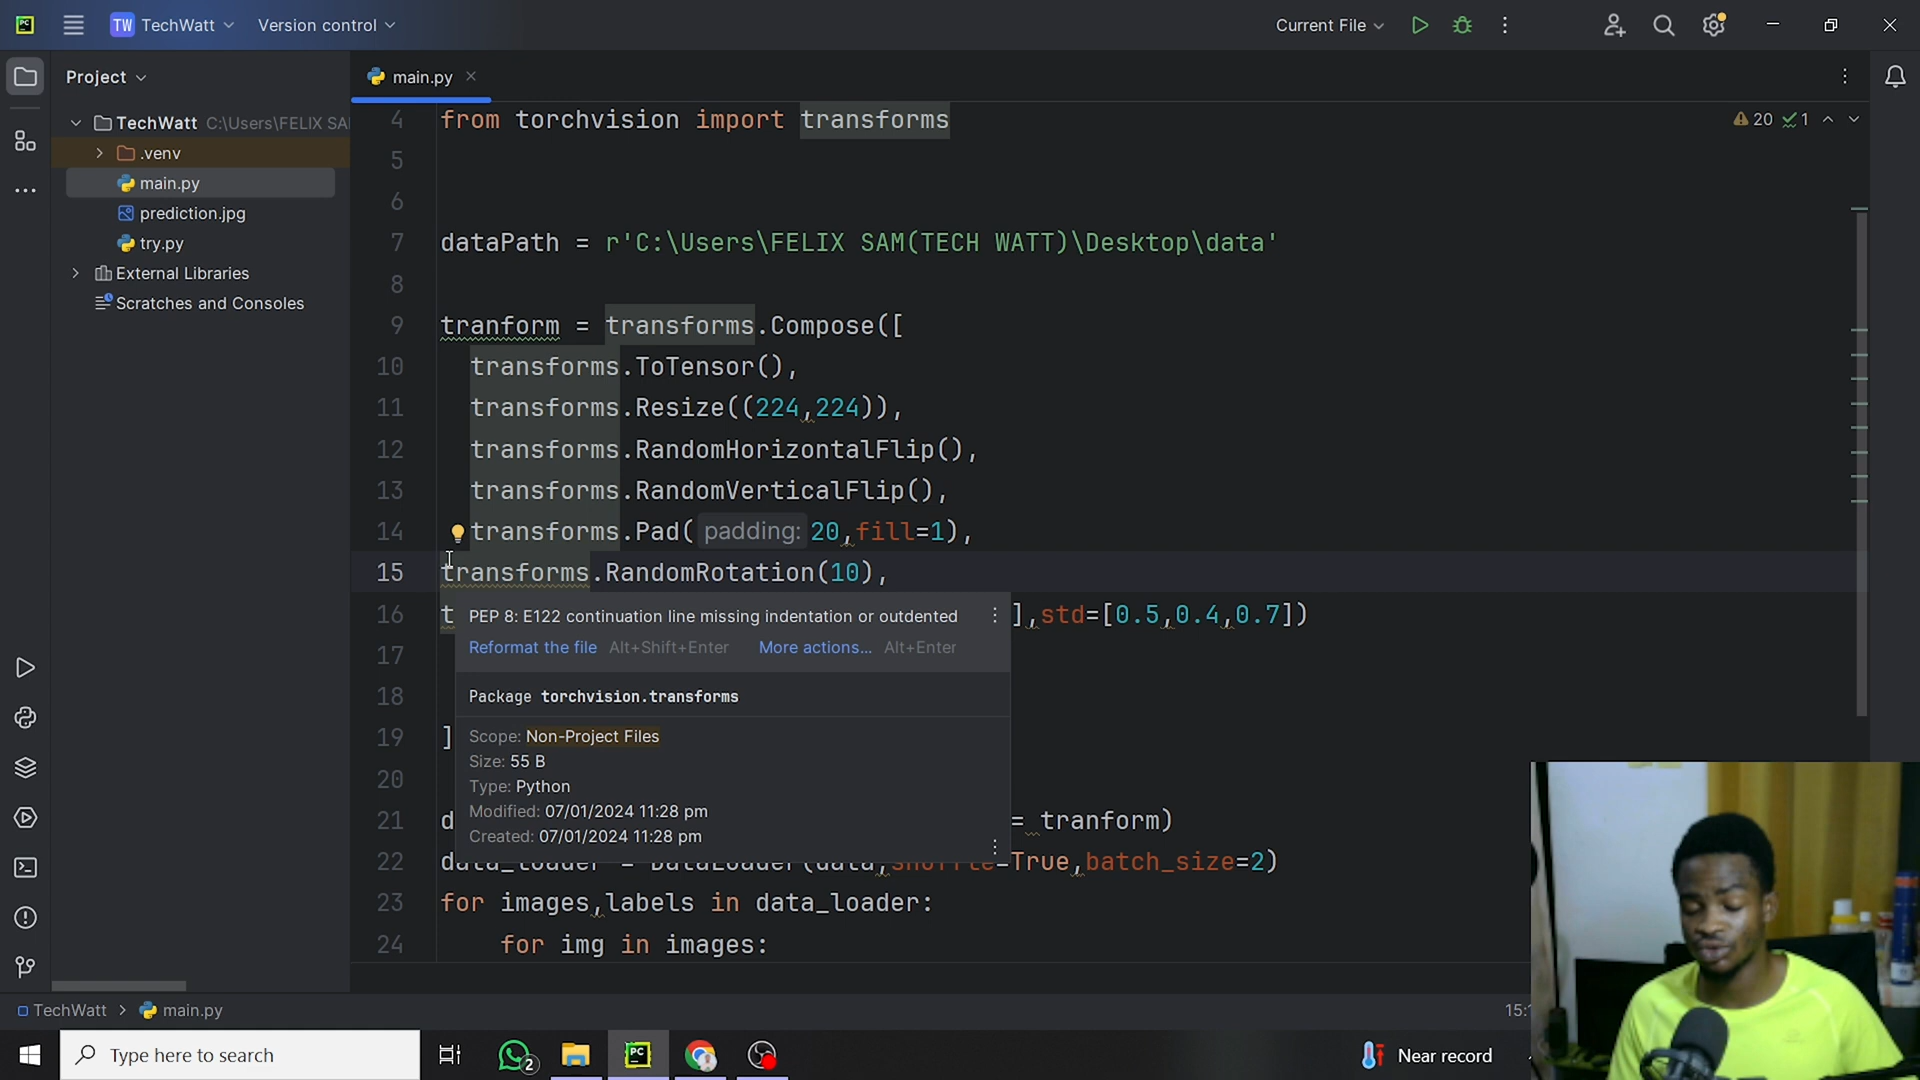 TW TechWatt Version control Current File
Project main.py
TechWatt C:\Users\FELIX SA
.venv
main.py
prediction.jpg
try.py
External Libraries
Scratches and Consoles
20 1
4 from torchvision import transforms
5
6
7 dataPath = r'C:\Users\FELIX SAM(TECH WATT)\Desktop\data'
8
9 tranform = transforms.Compose([
10 transforms.ToTensor(),
11 transforms.Resize((224,224)),
12 transforms.RandomHorizontalFlip(),
13 transforms.RandomVerticalFlip(),
14 transforms.Pad( padding: 20,fill=1),
15 transforms.RandomRotation(10),
16 t ],std=[0.5,0.4,0.7])
PEP 8: E122 continuation line missing indentation or outdented
Reformat the file Alt+Shift+Enter More actions... Alt+Enter
Package torchvision.transforms
Scope: Non-Project Files
Size: 55 B
Type: Python
Modified: 07/01/2024 11:28 pm
Created: 07/01/2024 11:28 pm
17
18
19 ]
20
21 d = tranform)
22 data_loader = DataLoader(data,shuffle=True,batch_size=2)
23 for images,labels in data_loader:
24 for img in images:
TechWatt > main.py
Type here to search
2
PC
Near record